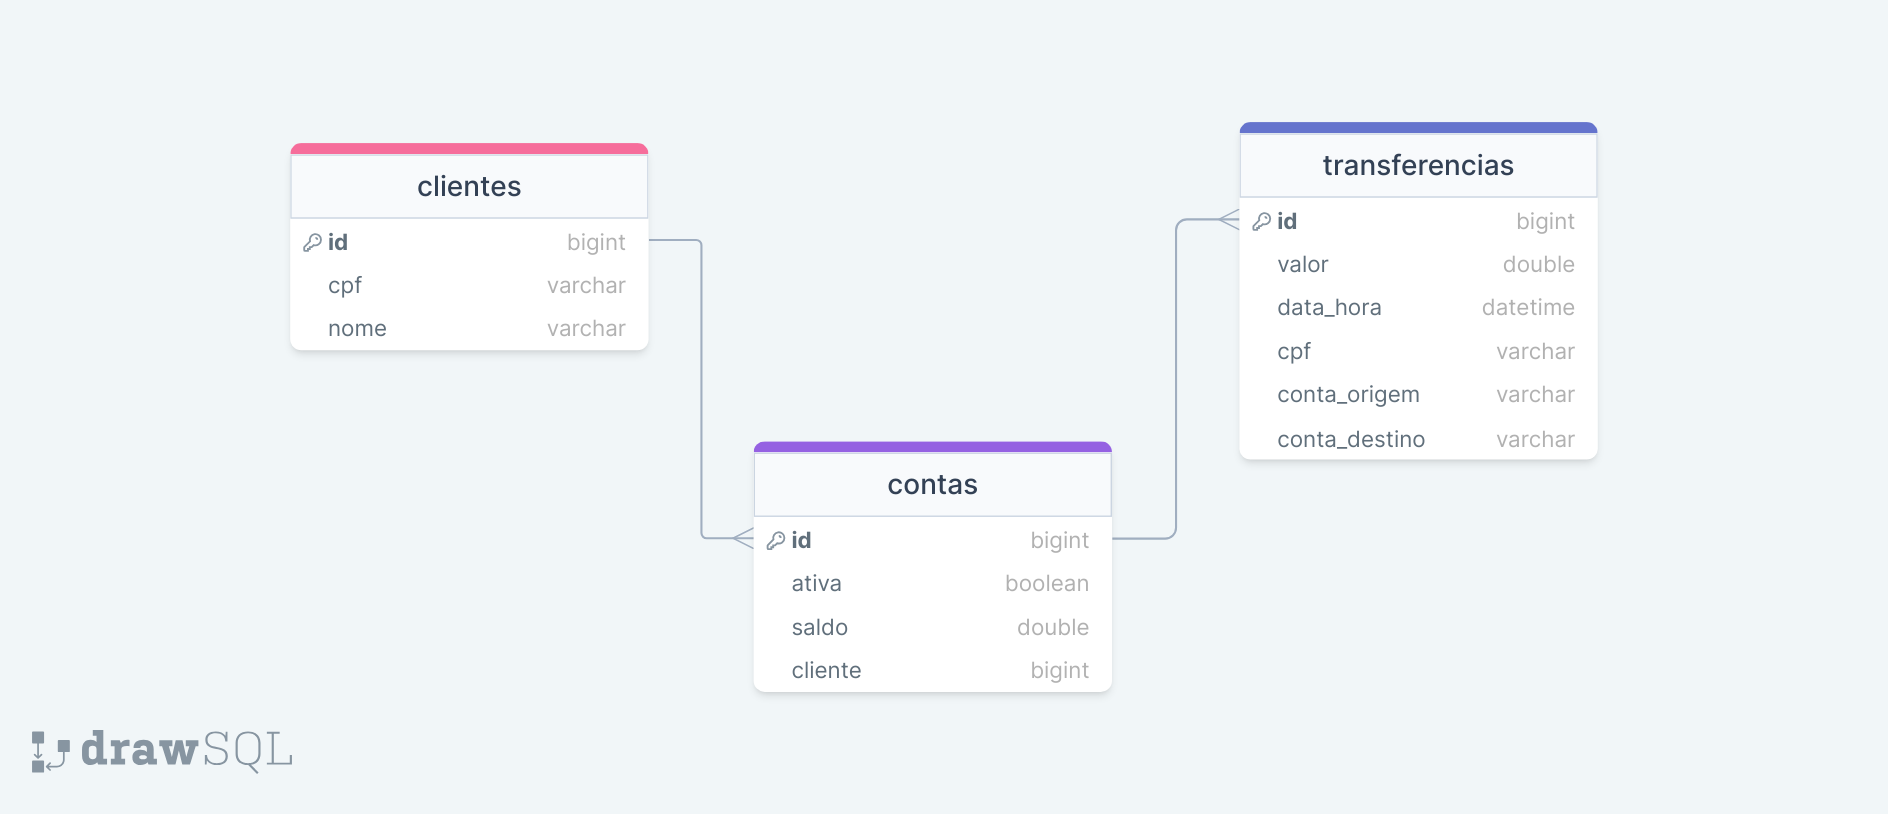 clientes
id bigint
cpf varchar
nome varchar
transferencias
id bigint
valor double
data_hora datetime
cpf varchar
conta_origem varchar
conta_destino varchar
contas
id bigint
ativa boolean
saldo double
cliente bigint
drawSQL